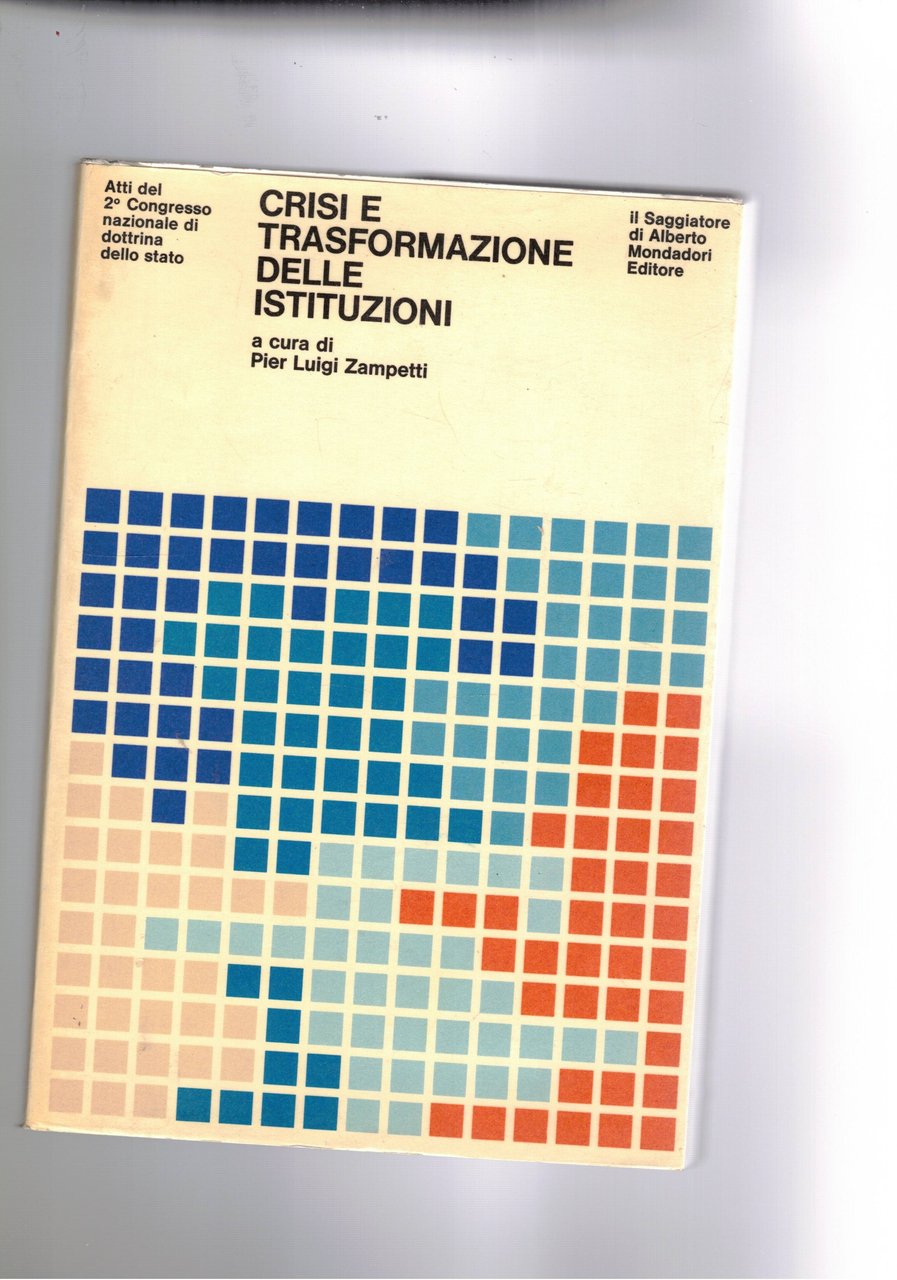 Atti del
2° Congresso
nazionale di
dottrina
dello stato
CRISI E
TRASFORMAZIONE
DELLE
ISTITUZIONI
a cura di
Pier Luigi Zampetti
il Saggiatore
di Alberto
Mondadori
Editore